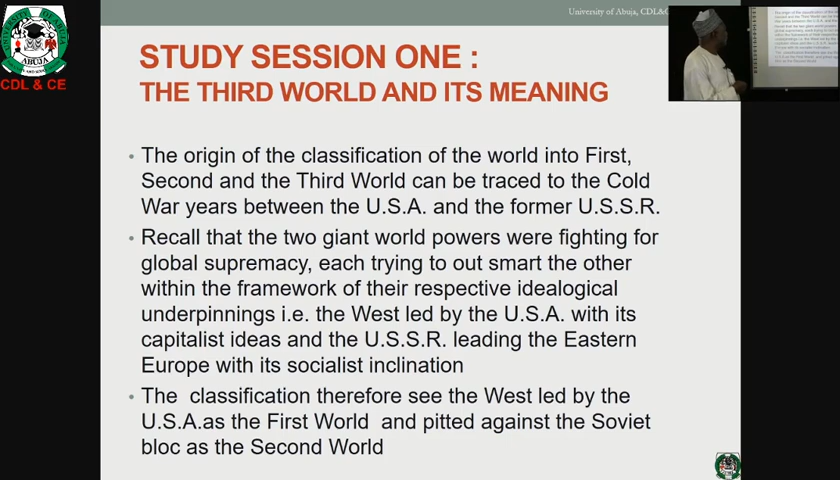 University of Abuja, CDL&C
UNIVERSITY OF ABUJA
ABUJA
CDL & CE
STUDY SESSION ONE :
THE THIRD WORLD AND ITS MEANING
The origin of the classification of the world into First,
Second and the Third World can be traced to the Cold
War years between the U.S.A. and the former U.S.S.R.
Recall that the two giant world powers were fighting for
global supremacy, each trying to out smart the other
within the framework of their respective idealogical
underpinnings i.e. the West led by the U.S.A. with its
capitalist ideas and the U.S.S.R. leading the Eastern
Europe with its socialist inclination
The classification therefore see the West led by the
U.S.A.as the First World and pitted against the Soviet
bloc as the Second World